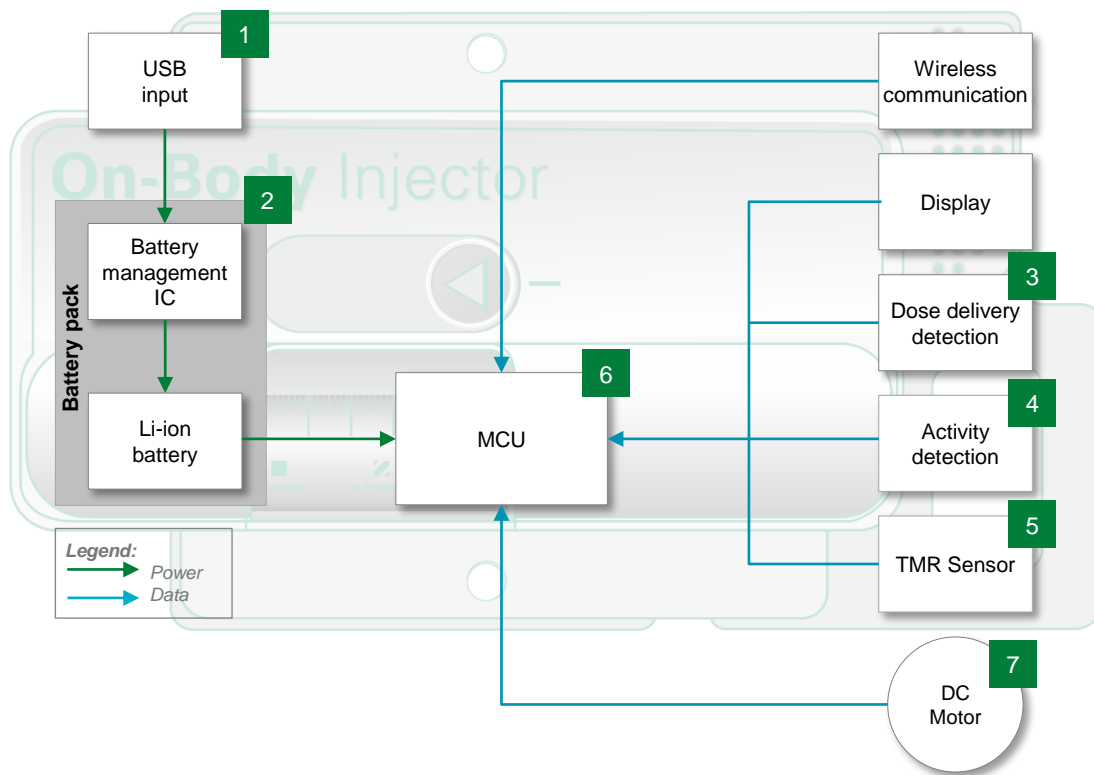 1
USB
input
Wireless
communication
On-Body Injector
2
Display
Battery
management
IC
Battery pack
3
Dose delivery
detection
6
MCU
4
Activity
detection
Li-ion
battery
5
TMR Sensor
Legend:
Power
Data
7
DC
Motor